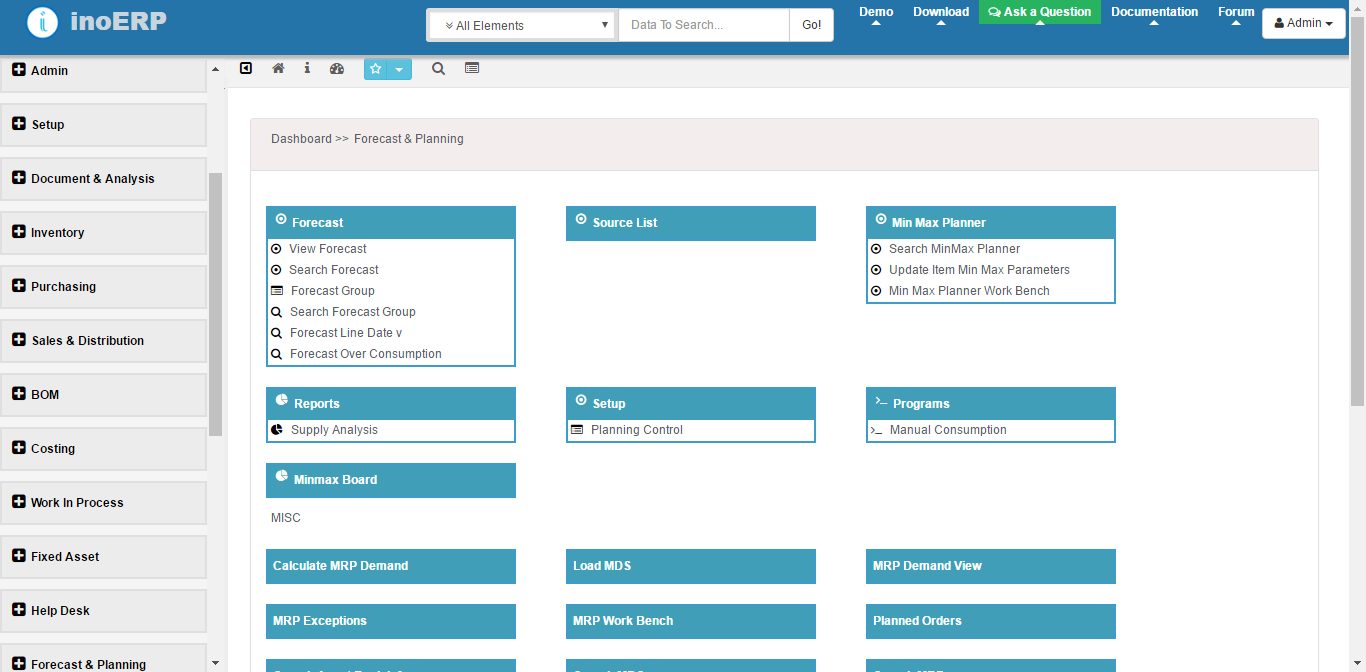 inoERP
All Elements
Data To Search...
Go!
Demo
Download
Ask a Question
Documentation
Forum
Admin
Admin
Setup
Document & Analysis
Inventory
Purchasing
Sales & Distribution
BOM
Costing
Work In Process
Fixed Asset
Help Desk
Forecast & Planning
Dashboard >> Forecast & Planning
Forecast
View Forecast
Search Forecast
Forecast Group
Search Forecast Group
Forecast Line Date v
Forecast Over Consumption
Source List
Min Max Planner
Search MinMax Planner
Update Item Min Max Parameters
Min Max Planner Work Bench
Reports
Supply Analysis
Setup
Planning Control
Programs
Manual Consumption
Minmax Board
MISC
Calculate MRP Demand
Load MDS
MRP Demand View
MRP Exceptions
MRP Work Bench
Planned Orders